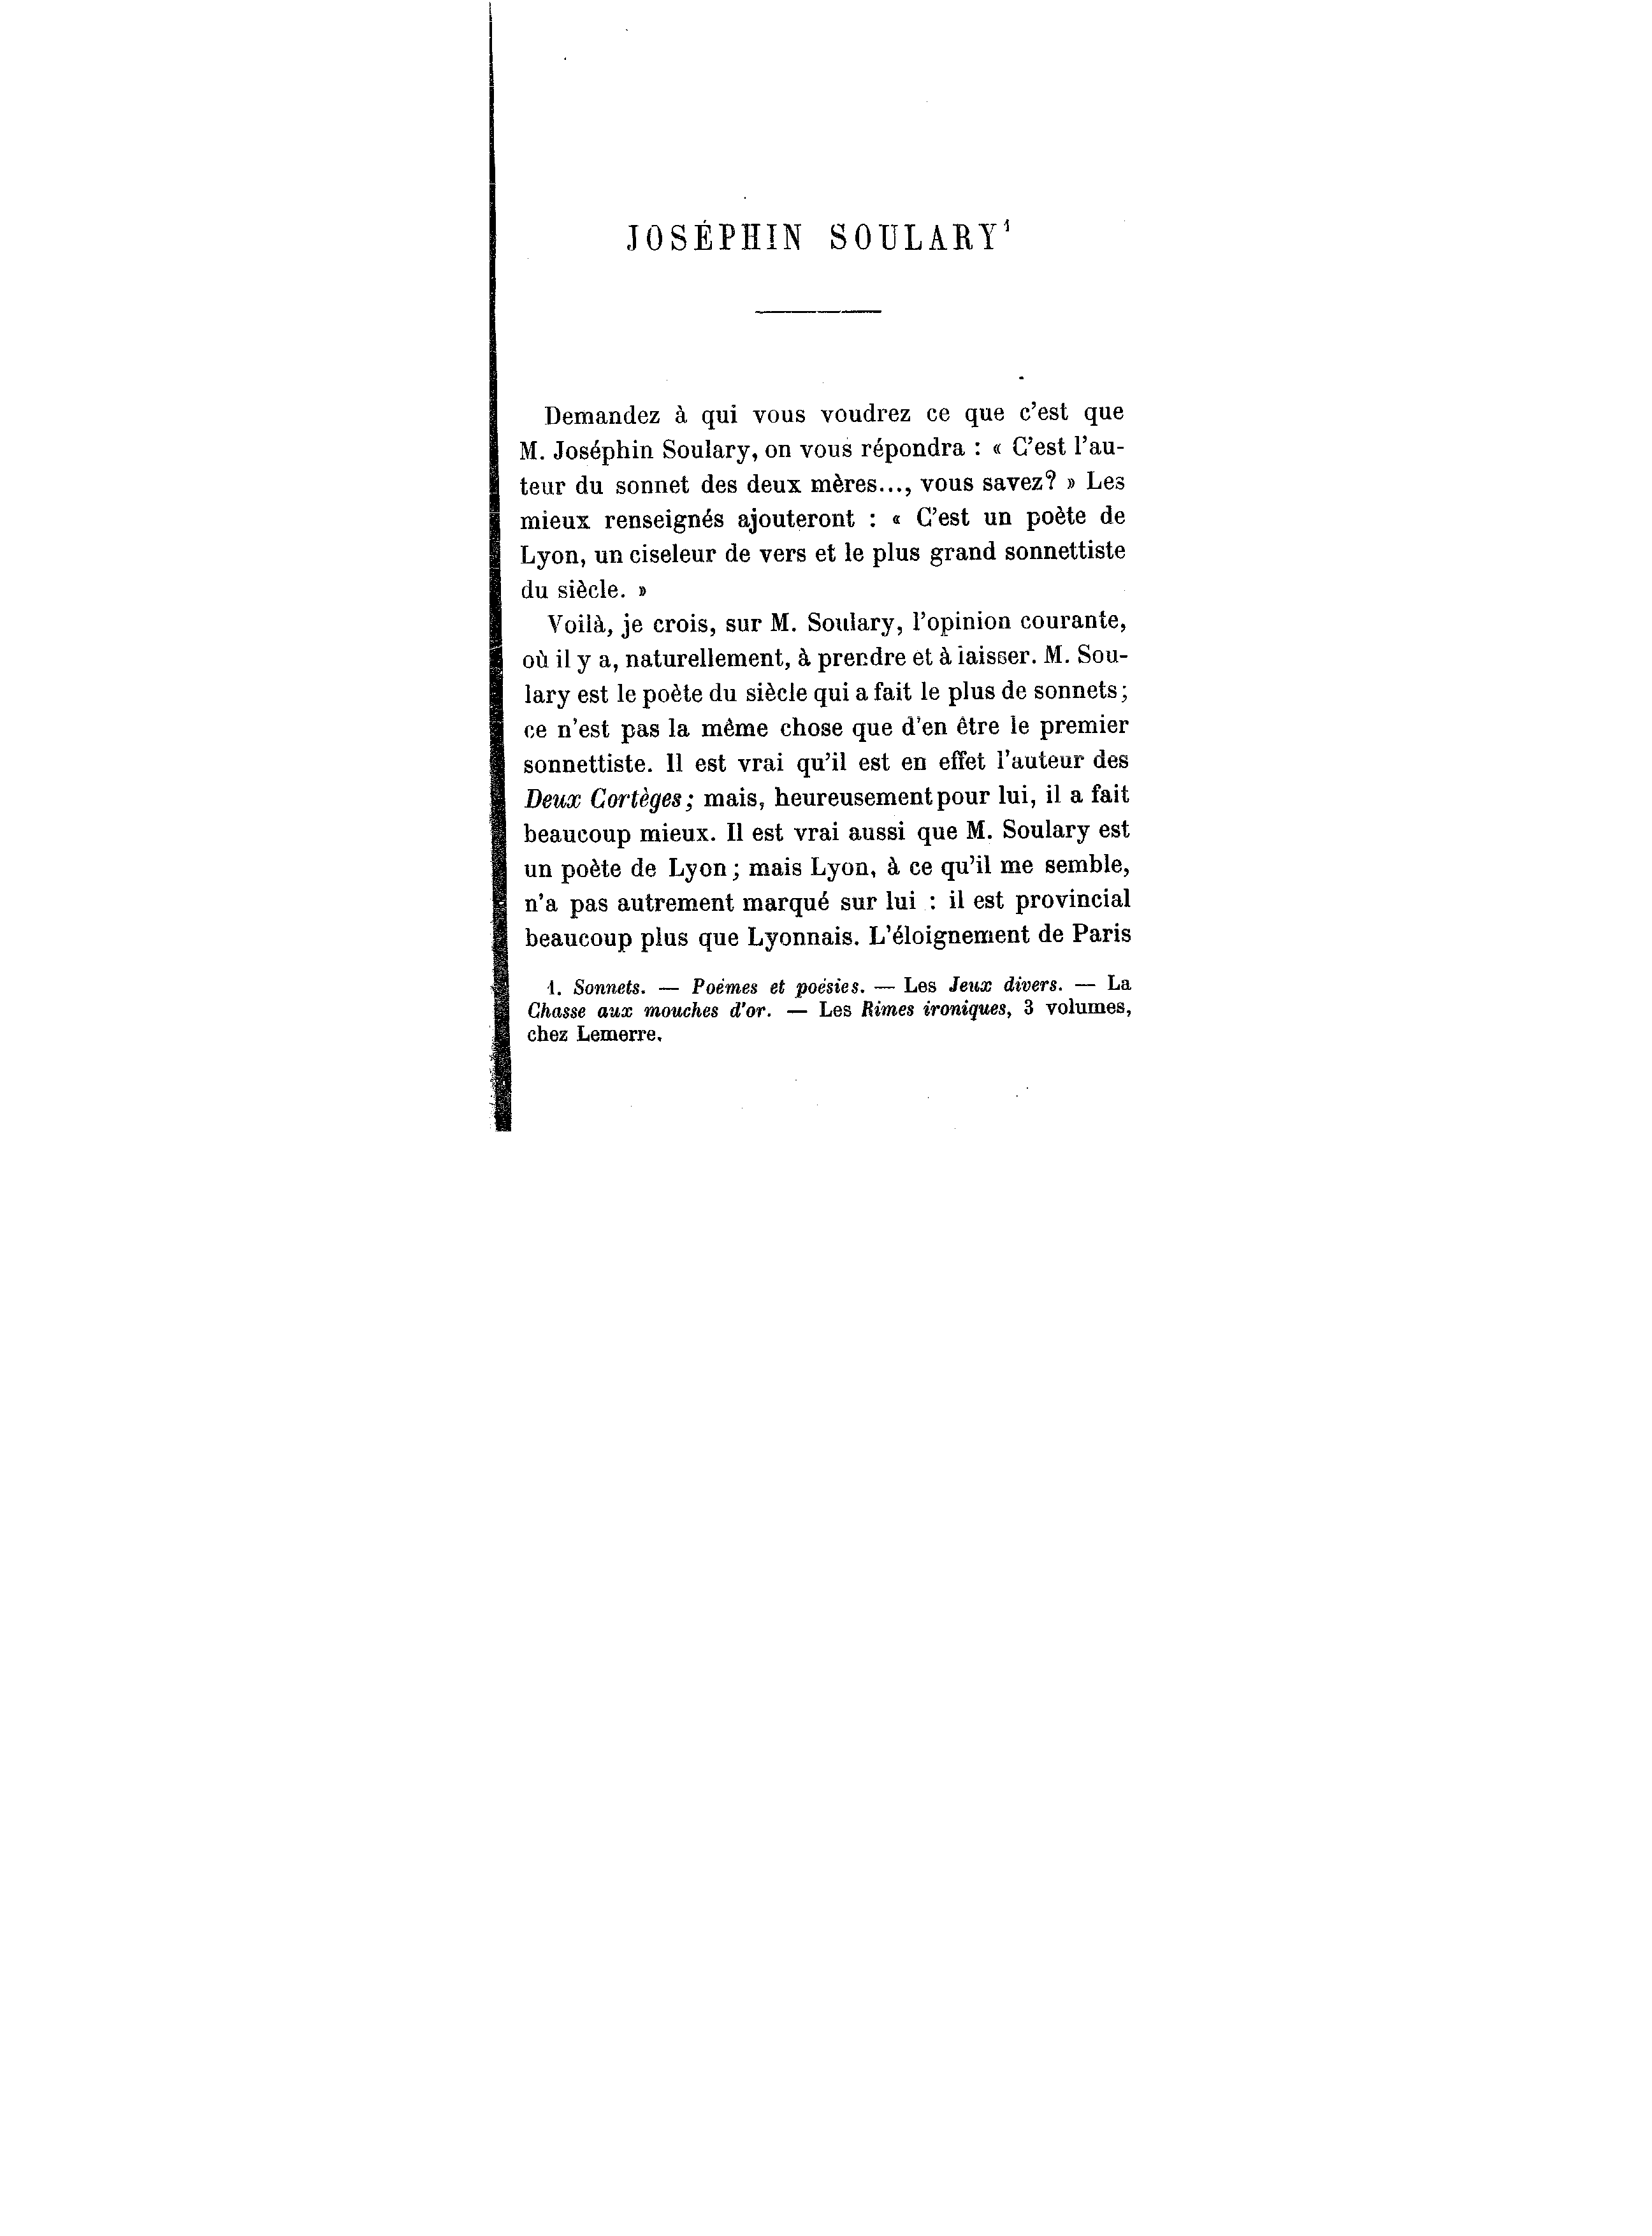 JOSÉPHIN SOULARY¹
Demandez à qui vous voudrez ce que c'est que
M. Joséphin Soulary, on vous répondra : « C'est l'au-
teur du sonnet des deux mères..., vous savez? » Les
mieux renseignés ajouteront : « C'est un poète de
Lyon, un ciseleur de vers et le plus grand sonnettiste
du siècle. »
Voilà, je crois, sur M. Soulary, l'opinion courante,
où il y a, naturellement, à prendre et à laisser. M. Sou-
lary est le poète du siècle qui a fait le plus de sonnets;
ce n'est pas la même chose que d'en être le premier
sonnettiste. Il est vrai qu'il est en effet l'auteur des
Deux Cortèges; mais, heureusement pour lui, il a fait
beaucoup mieux. Il est vrai aussi que M. Soulary est
un poète de Lyon; mais Lyon, à ce qu'il me semble,
n'a pas autrement marqué sur lui : il est provincial
beaucoup plus que Lyonnais. L'éloignement de Paris
1. Sonnets. — Poèmes et poésies. — Les Jeux divers. — La
Chasse aux mouches d'or. — Les Rimes ironiques, 3 volumes,
chez Lemerre.